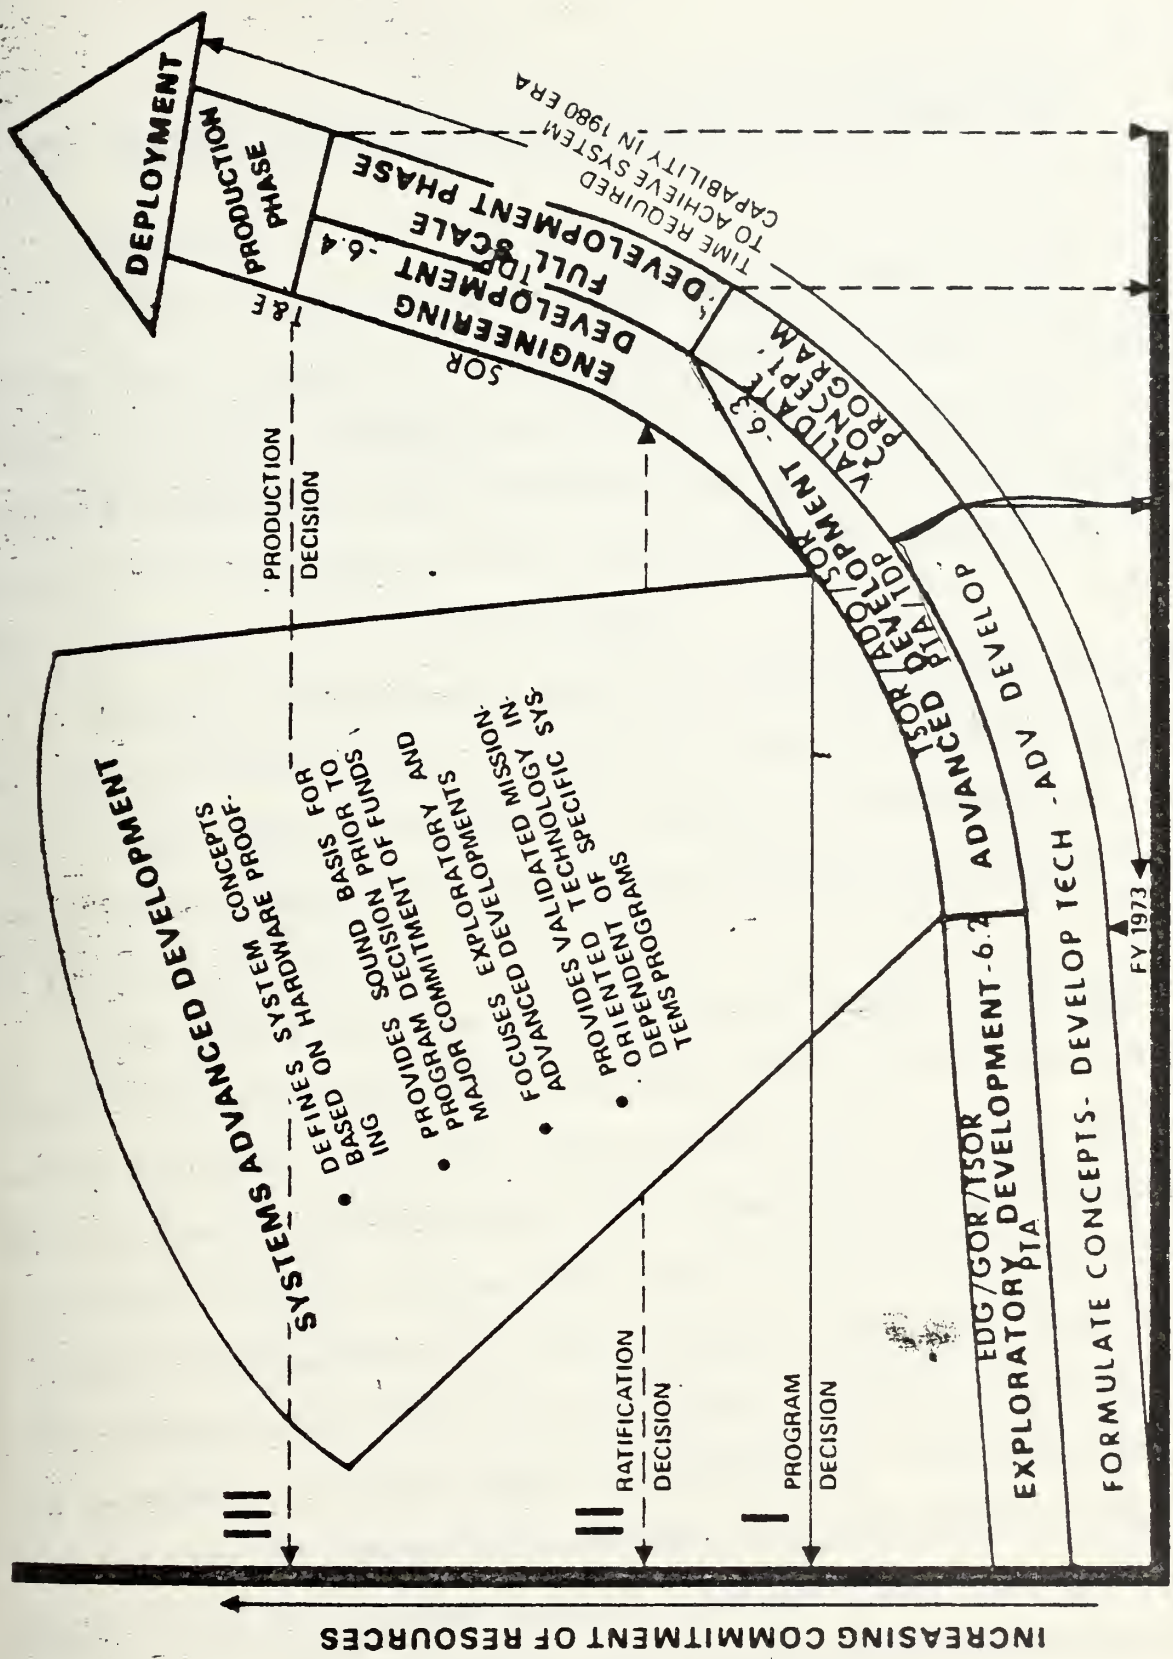 DEPLOYMENT
PRODUCTION
PHASE
T & E
PRODUCTION
DECISION
III
TIME REQUIRED
TO ACHIEVE SYSTEM
CAPABILITY IN 1980 ERA
FULL SCALE
DEVELOPMENT PHASE
ENGINEERING
DEVELOPMENT -6.4
TDP
SOR
SYSTEMS ADVANCED DEVELOPMENT
• DEFINES SYSTEM CONCEPTS
BASED ON HARDWARE PROOF-
ING
• PROVIDES SOUND BASIS FOR
PROGRAM DECISION PRIOR TO
PROGRAM COMMITMENT OF FUNDS
MAJOR COMMITMENTS
• FOCUSES EXPLORATORY AND
ADVANCED DEVELOPMENTS
• PROVIDES VALIDATED MISSION-
ORIENTED TECHNOLOGY IN-
DEPENDENT OF SPECIFIC SYS-
TEMS PROGRAMS
II
RATIFICATION
DECISION
I
PROGRAM
DECISION
VALIDATE
CONCEPT
PROGRAM
TSOR/ADO/SOR
ADVANCED DEVELOPMENT -6.3
PTA/TDP
EDG/GOR/TSOR
EXPLORATORY DEVELOPMENT-6.2
PTA
FORMULATE CONCEPTS- DEVELOP TECH -ADV DEVELOP
FY 1973
INCREASING COMMITMENT OF RESOURCES